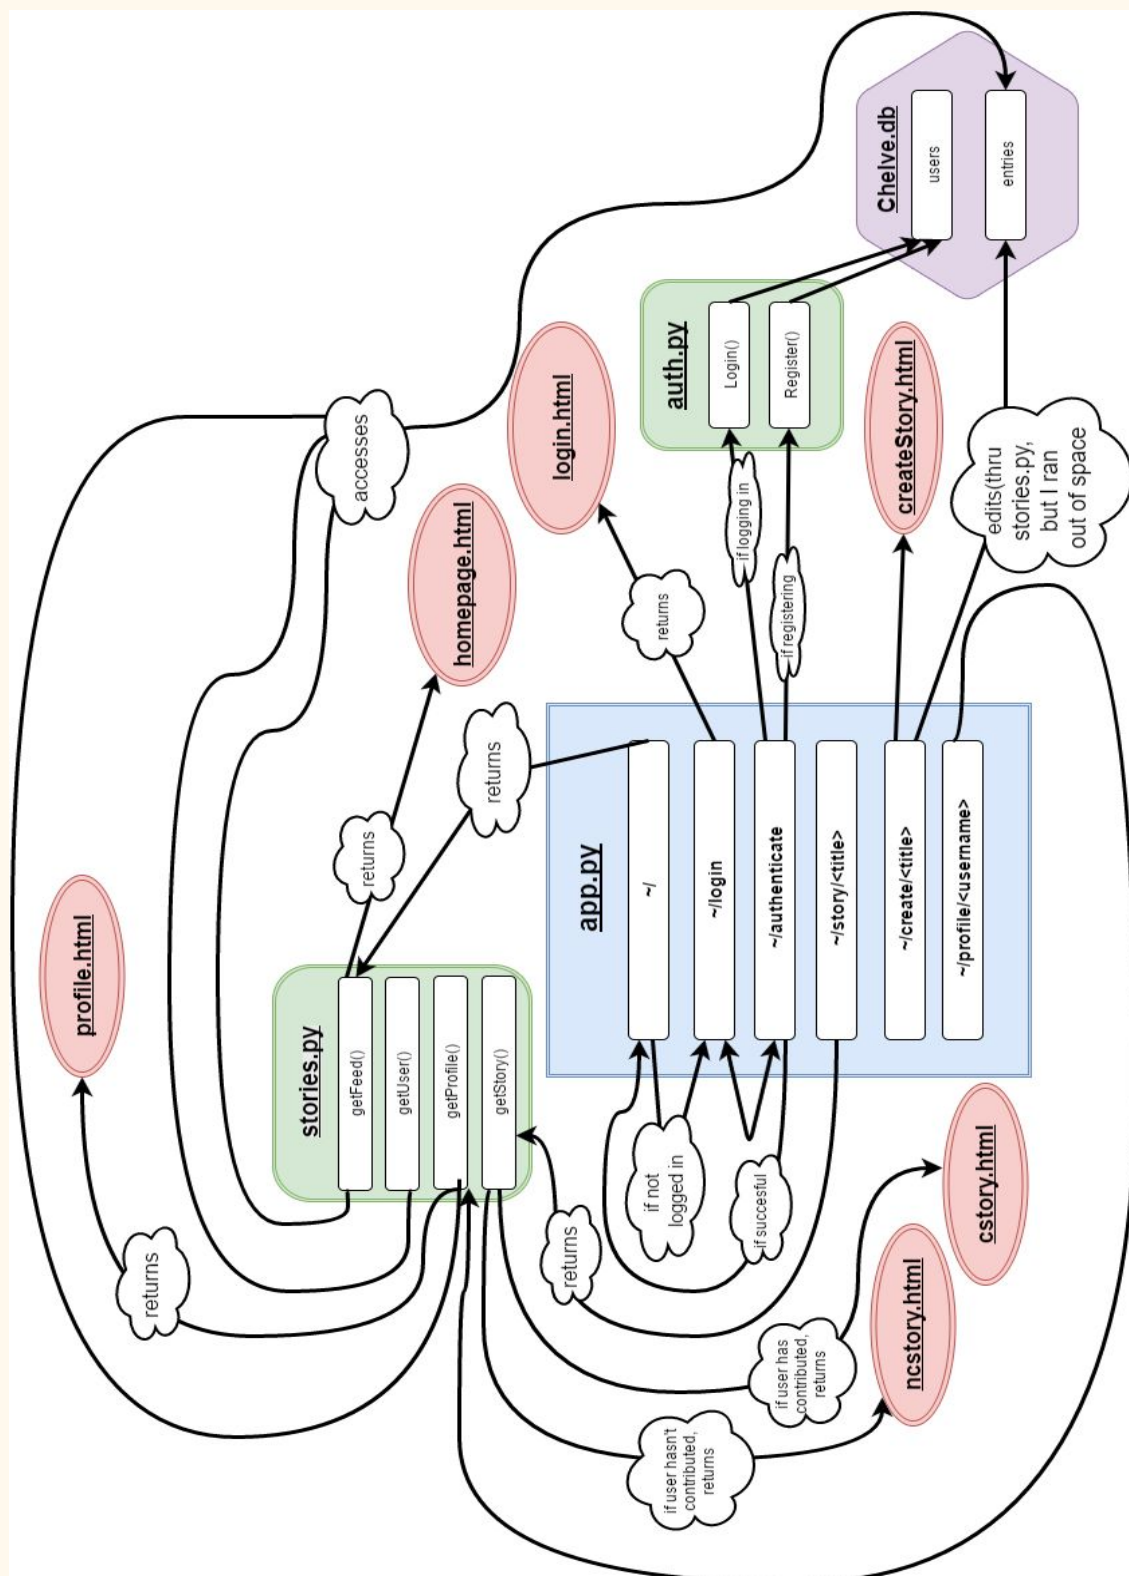 profile.html
returns
stories.py
getFeed()
getUser()
getProfile()
getStory()
accesses
homepage.html
returns
returns
login.html
returns
app.py
~/
~/login
~/authenticate
~/story/<title>
~/create/<title>
~/profile/<username>
if not
logged in
if succesful
returns
if user hasn't
contributed,
returns
if user has
contributed,
returns
ncstory.html
cstory.html
auth.py
Login()
Register()
if logging in
if registering
createStory.html
edits(thru
stories.py,
but I ran
out of space
Chelve.db
users
entries